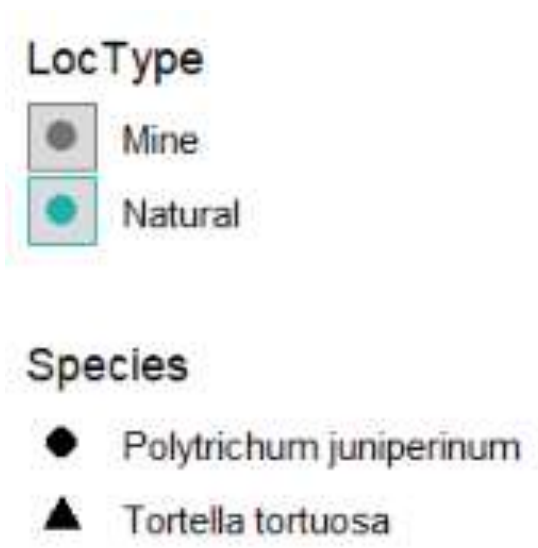 LocType
Mine
Natural
Species
Polytrichum juniperinum
Tortella tortuosa